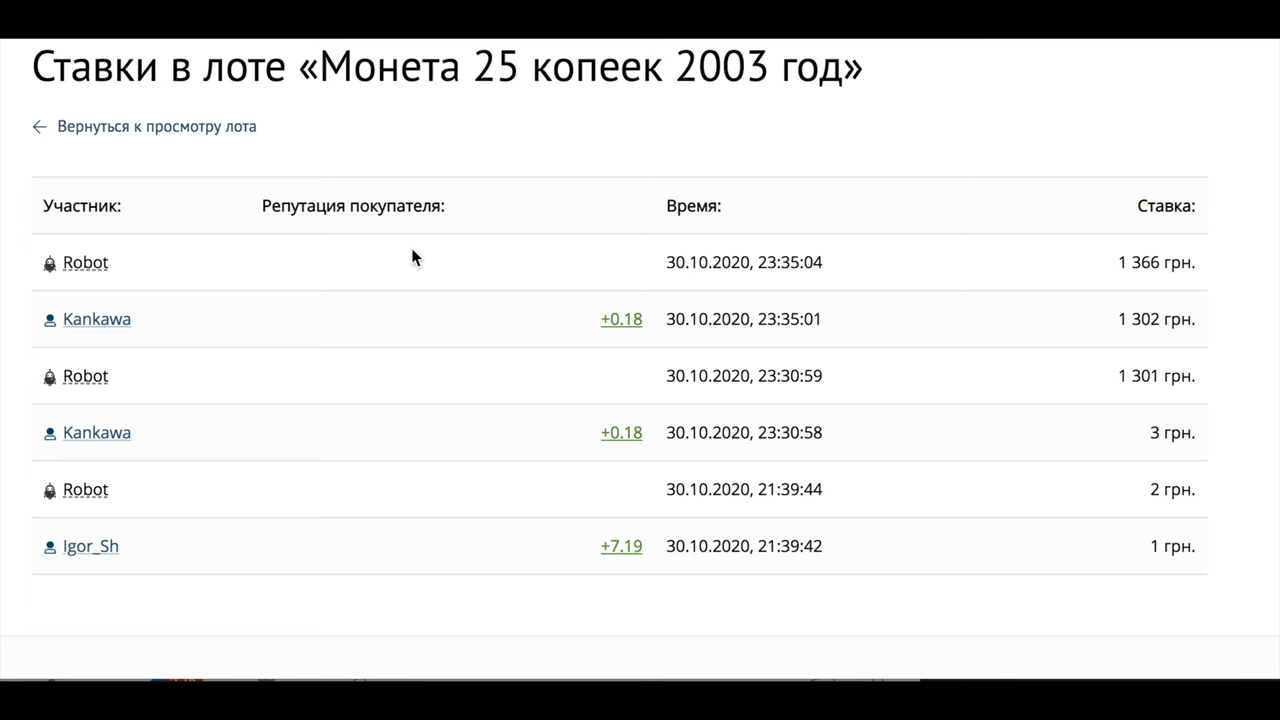 Ставки в лоте «Монета 25 копеек 2003 год»
← Вернуться к просмотру лота
Участник: Репутация покупателя: Время: Ставка:
Robot 30.10.2020, 23:35:04 1 366 грн.
Kankawa +0.18 30.10.2020, 23:35:01 1 302 грн.
Robot 30.10.2020, 23:30:59 1 301 грн.
Kankawa +0.18 30.10.2020, 23:30:58 3 грн.
Robot 30.10.2020, 21:39:44 2 грн.
Igor_Sh +7.19 30.10.2020, 21:39:42 1 грн.